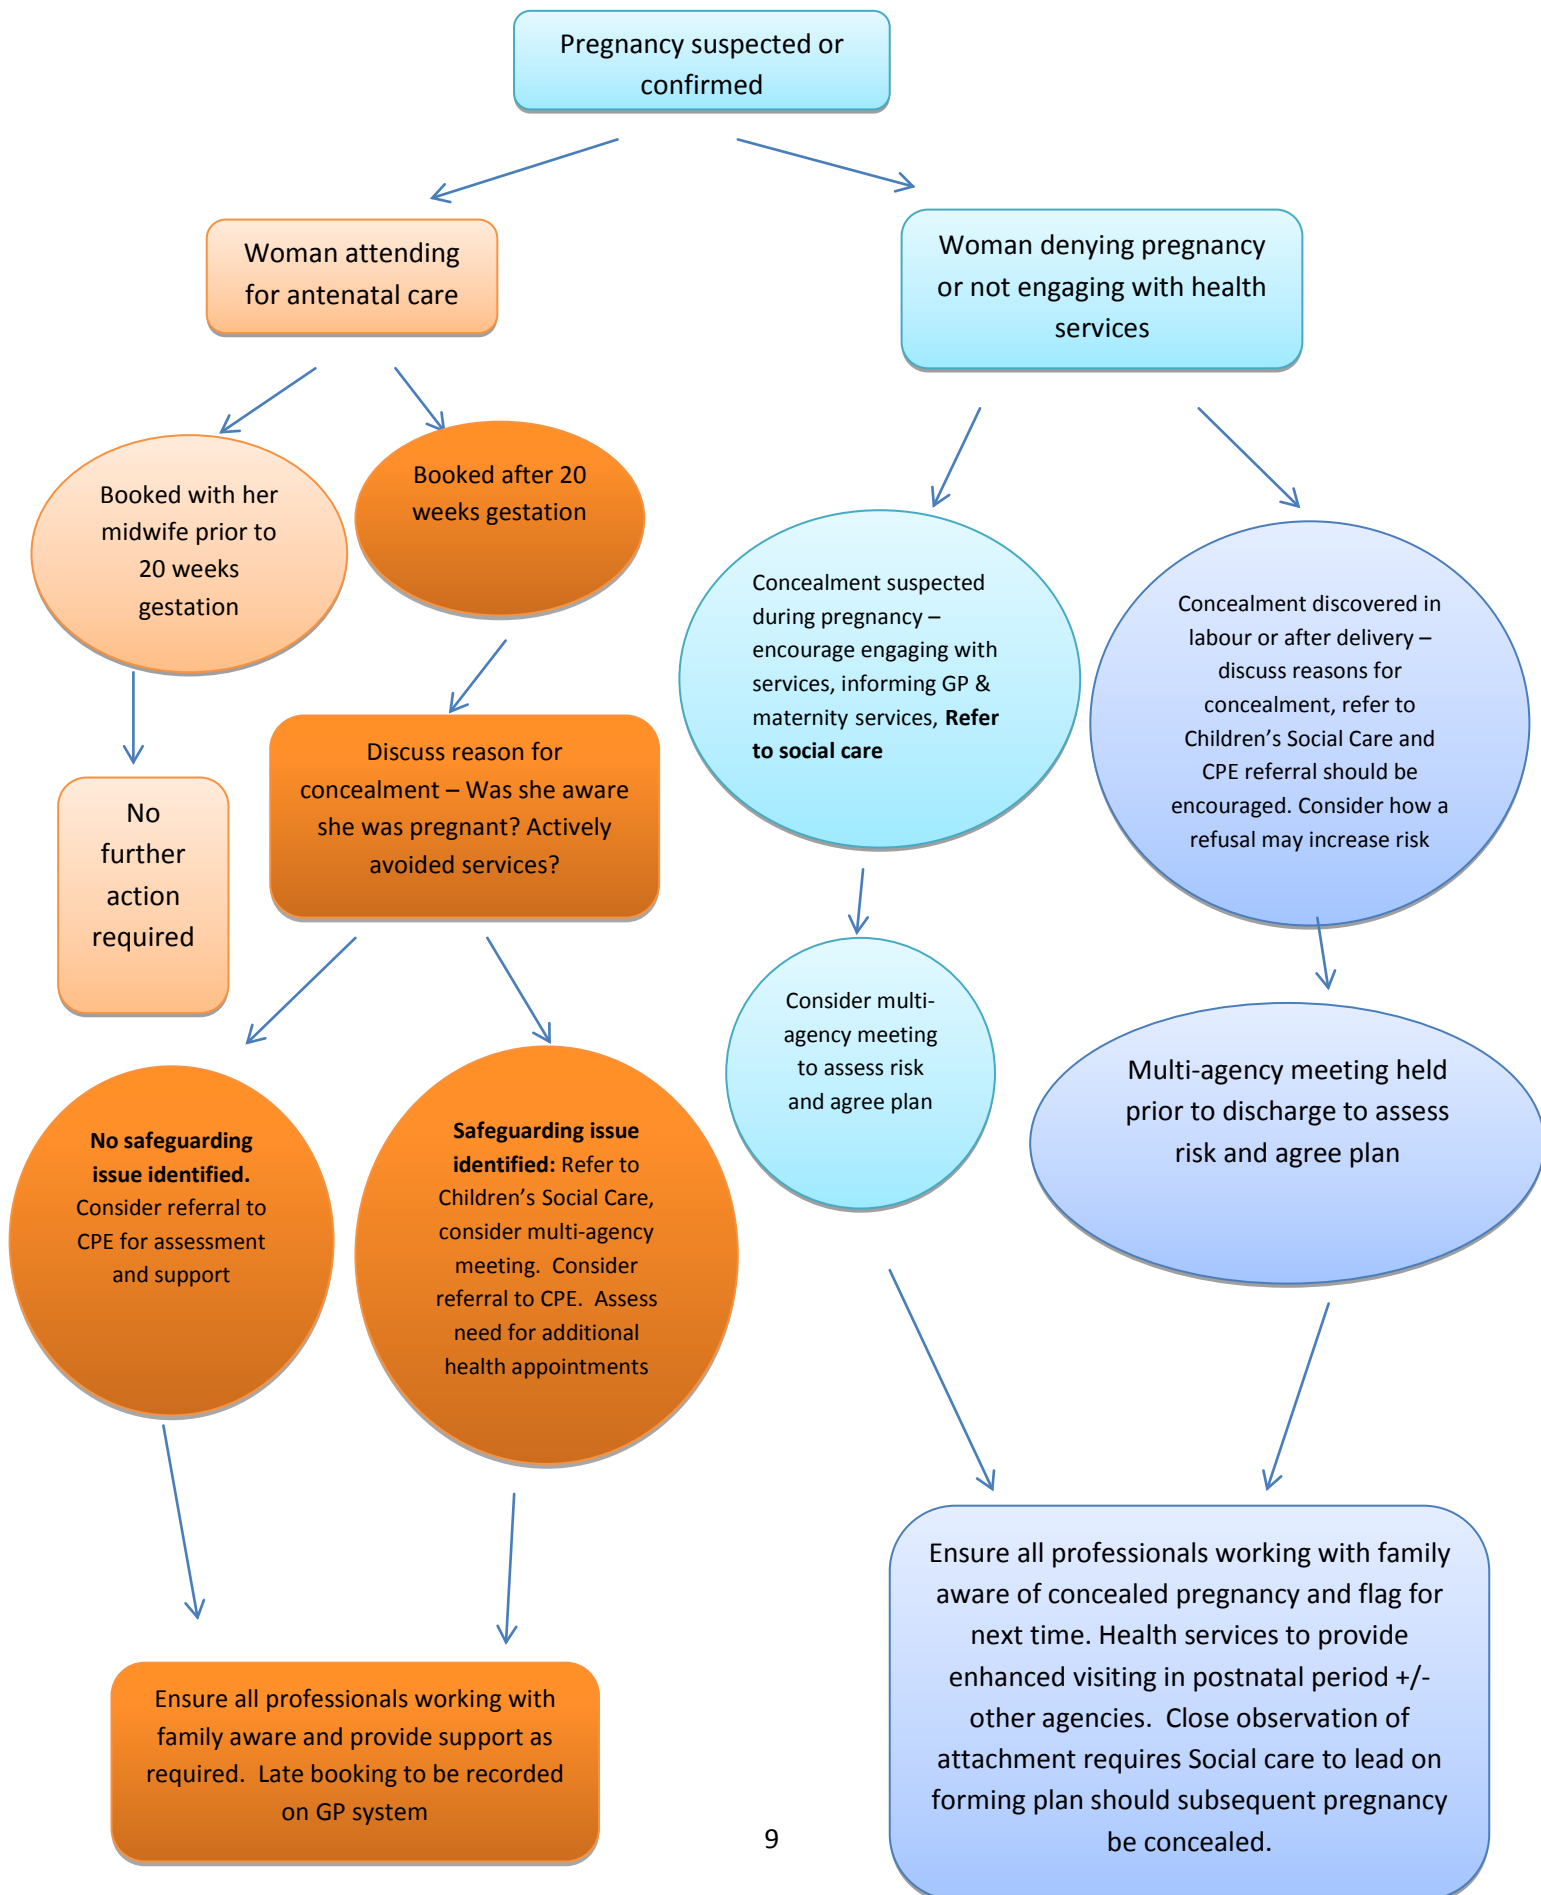 Pregnancy suspected or
confirmed
Woman attending
for antenatal care
Woman denying pregnancy
or not engaging with health
services
Booked with her
midwife prior to
20 weeks
gestation
Booked after 20
weeks gestation
Concealment suspected
during pregnancy –
encourage engaging with
services, informing GP &
maternity services, Refer
to social care
Concealment discovered in
labour or after delivery –
discuss reasons for
concealment, refer to
Children’s Social Care and
CPE referral should be
encouraged. Consider how a
refusal may increase risk
No
further
action
required
Discuss reason for
concealment – Was she aware
she was pregnant? Actively
avoided services?
Consider multi-
agency meeting
to assess risk
and agree plan
Multi-agency meeting held
prior to discharge to assess
risk and agree plan
No safeguarding
issue identified.
Consider referral to
CPE for assessment
and support
Safeguarding issue
identified: Refer to
Children’s Social Care,
consider multi-agency
meeting.  Consider
referral to CPE.  Assess
need for additional
health appointments
Ensure all professionals working with
family aware and provide support as
required.  Late booking to be recorded
on GP system
Ensure all professionals working with family
aware of concealed pregnancy and flag for
next time. Health services to provide
enhanced visiting in postnatal period +/-
other agencies.  Close observation of
attachment requires Social care to lead on
forming plan should subsequent pregnancy
be concealed.
9